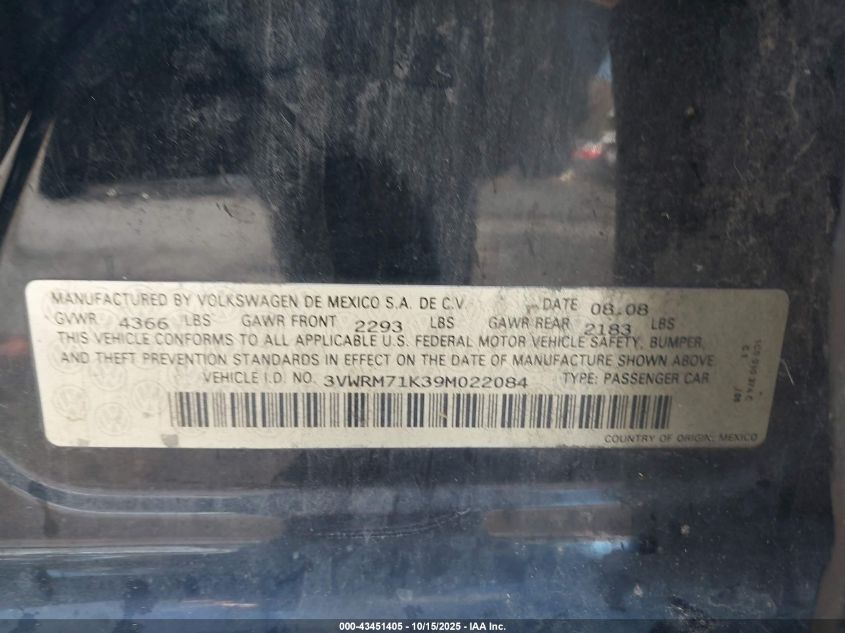 MANUFACTURED BY VOLKSWAGEN DE MEXICO S.A. DE C.V. DATE 08.08
GVWR 4366 LBS GAWR FRONT 2293 LBS GAWR REAR 2183 LBS
THIS VEHICLE CONFORMS TO ALL APPLICABLE U.S. FEDERAL MOTOR VEHICLE SAFETY, BUMPER,
AND THEFT PREVENTION STANDARDS IN EFFECT ON THE DATE OF MANUFACTURE SHOWN ABOVE.
VEHICLE I.D. NO. 3VWRM71K39M022084 TYPE: PASSENGER CAR
COUNTRY OF ORIGIN: MEXICO
000-43451405 - 10/15/2025 - IAA Inc.